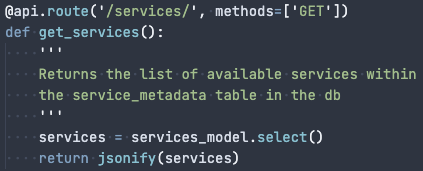 @api.route('/services/', methods=['GET'])
def get_services():
    '''
    Returns the list of available services within
    the service_metadata table in the db
    '''
    services = services_model.select()
    return jsonify(services)